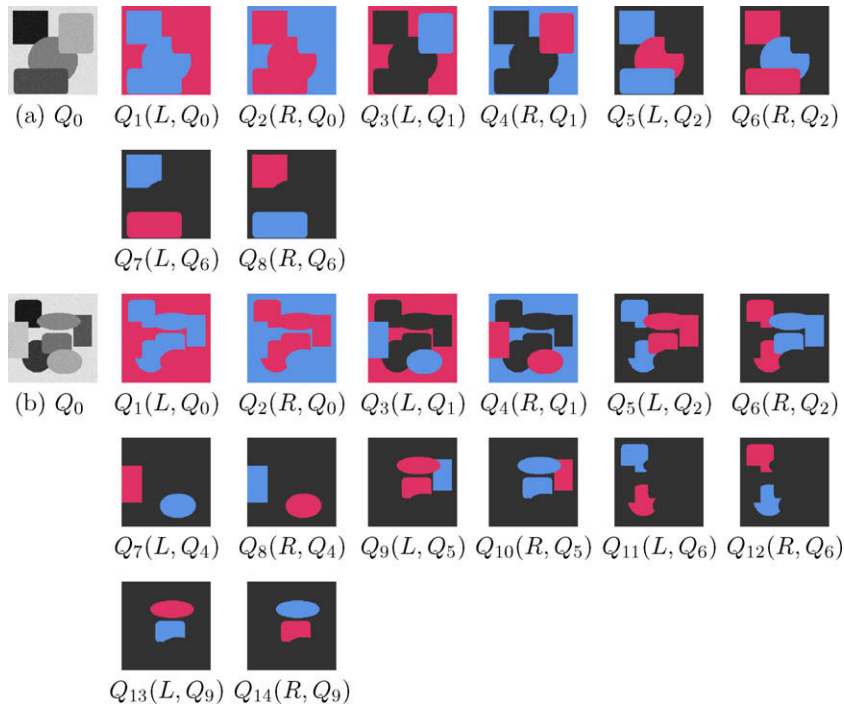 (a) Q₀ Q₁(L, Q₀) Q₂(R, Q₀) Q₃(L, Q₁) Q₄(R, Q₁) Q₅(L, Q₂) Q₆(R, Q₂)
Q₇(L, Q₆) Q₈(R, Q₆)
(b) Q₀ Q₁(L, Q₀) Q₂(R, Q₀) Q₃(L, Q₁) Q₄(R, Q₁) Q₅(L, Q₂) Q₆(R, Q₂)
Q₇(L, Q₄) Q₈(R, Q₄) Q₉(L, Q₅) Q₁₀(R, Q₅) Q₁₁(L, Q₆) Q₁₂(R, Q₆)
Q₁₃(L, Q₉) Q₁₄(R, Q₉)